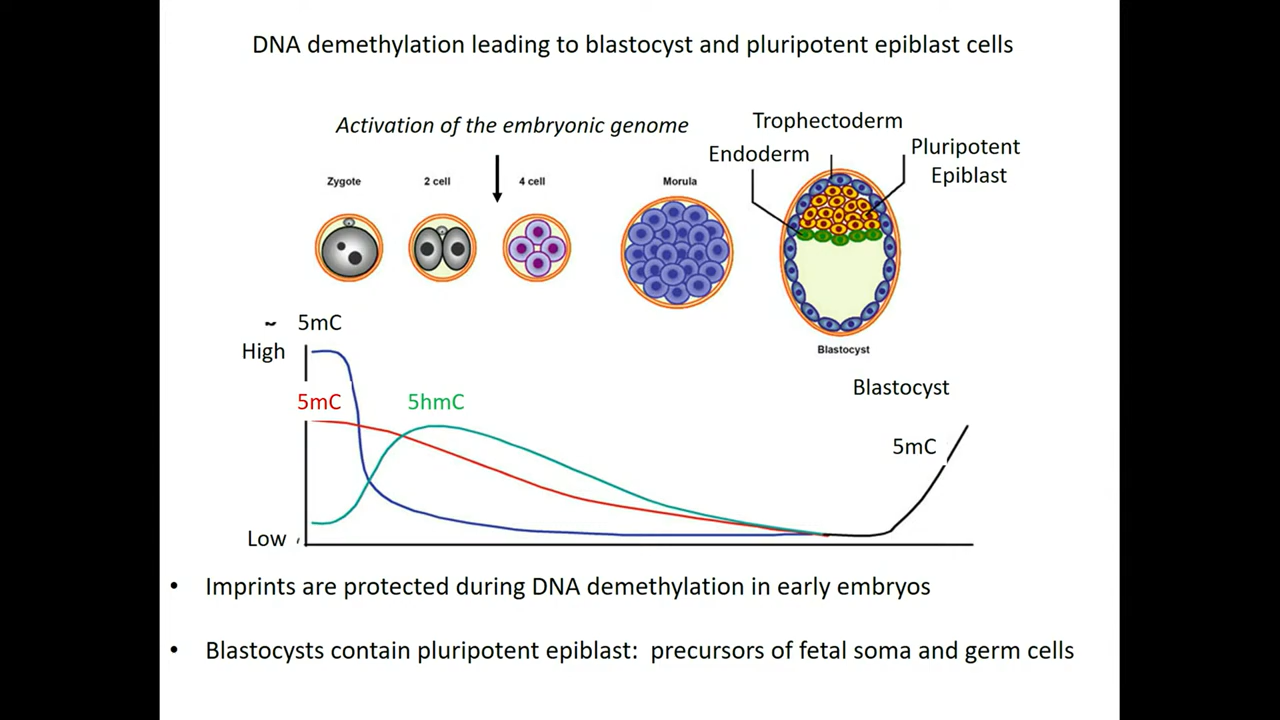 DNA demethylation leading to blastocyst and pluripotent epiblast cells
Activation of the embryonic genome
Trophectoderm
Endoderm
Pluripotent
Epiblast
Zygote
2 cell
4 cell
Morula
Blastocyst
~ 5mC
High
5mC
5hmC
Blastocyst
5mC
Low
• Imprints are protected during DNA demethylation in early embryos
• Blastocysts contain pluripotent epiblast: precursors of fetal soma and germ cells